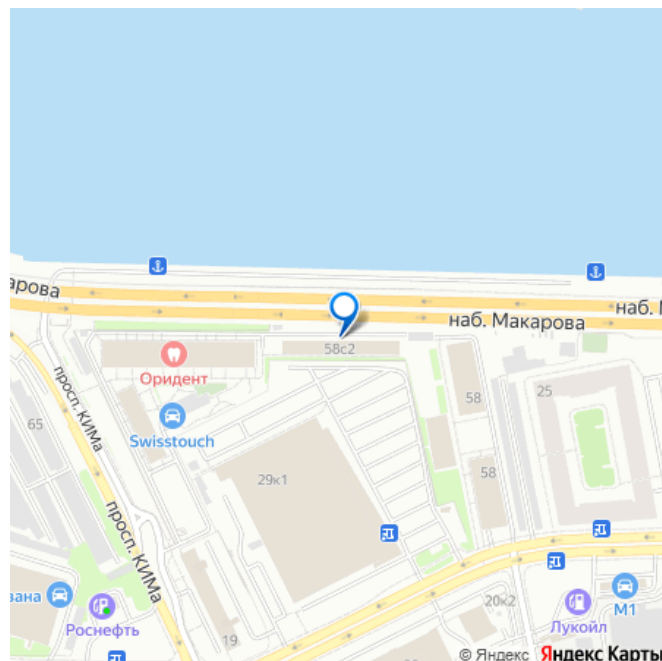 арова
наб. М
наб. Макарова
58с2
Оридент
58
25
просп. КИМа
65
Swisstouch
29к1
58
просп. КИМа
вана
Роснефть
20к2
Лукойл
М1
19
© Яндекс Яндекс Карты